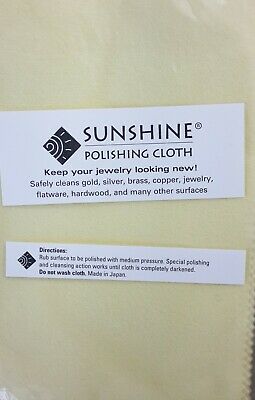 SUNSHINE®
POLISHING CLOTH
Keep your jewelry looking new!
Safely cleans gold, silver, brass, copper, jewelry,
flatware, hardwood, and many other surfaces
Directions:
Rub surface to be polished with medium pressure. Special polishing
and cleansing action works until cloth is completely darkened.
Do not wash cloth, Made in Japan.